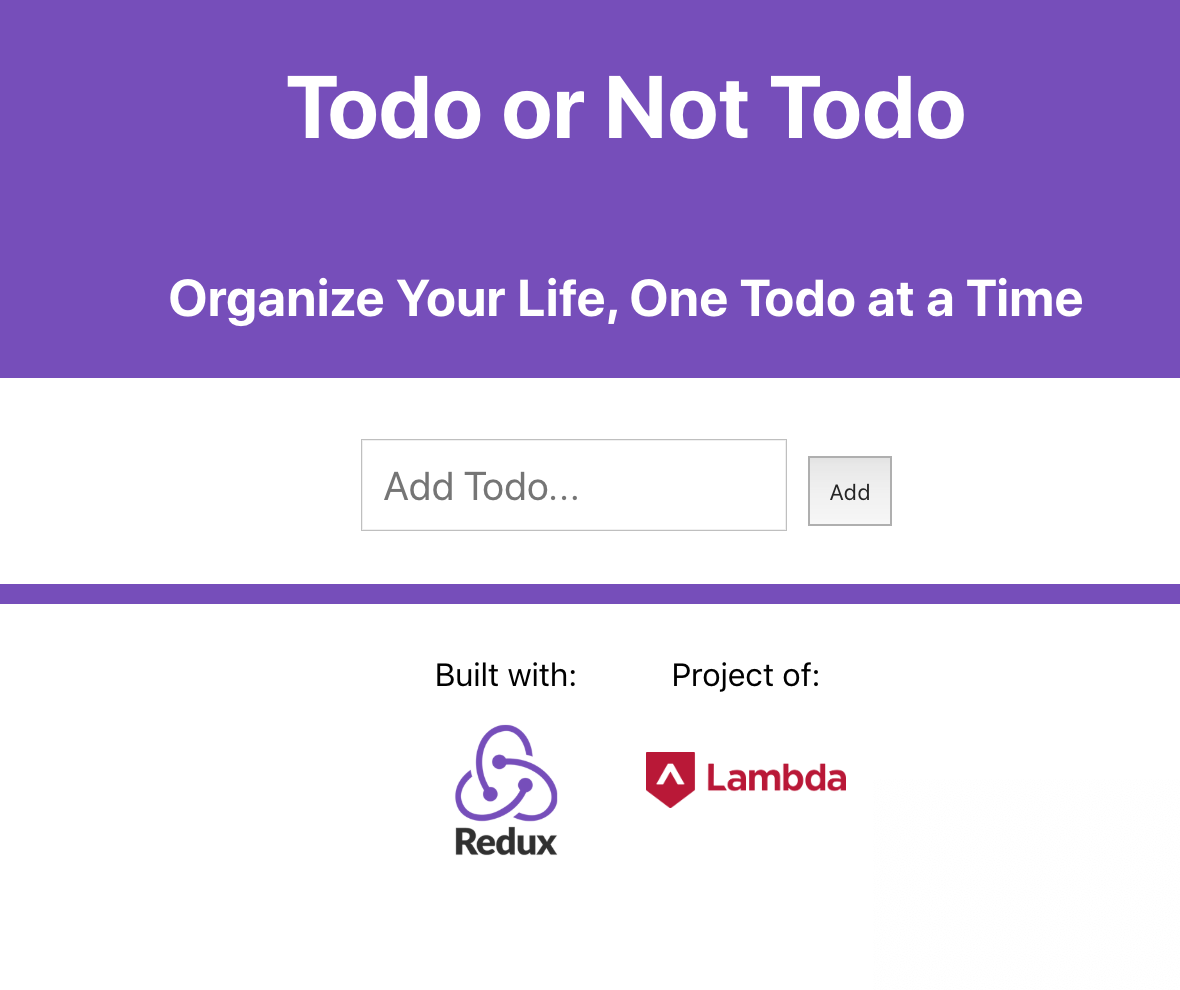 Todo or Not Todo
Organize Your Life, One Todo at a Time
Add Todo...
Add
Built with:
Project of:
Redux
Lambda